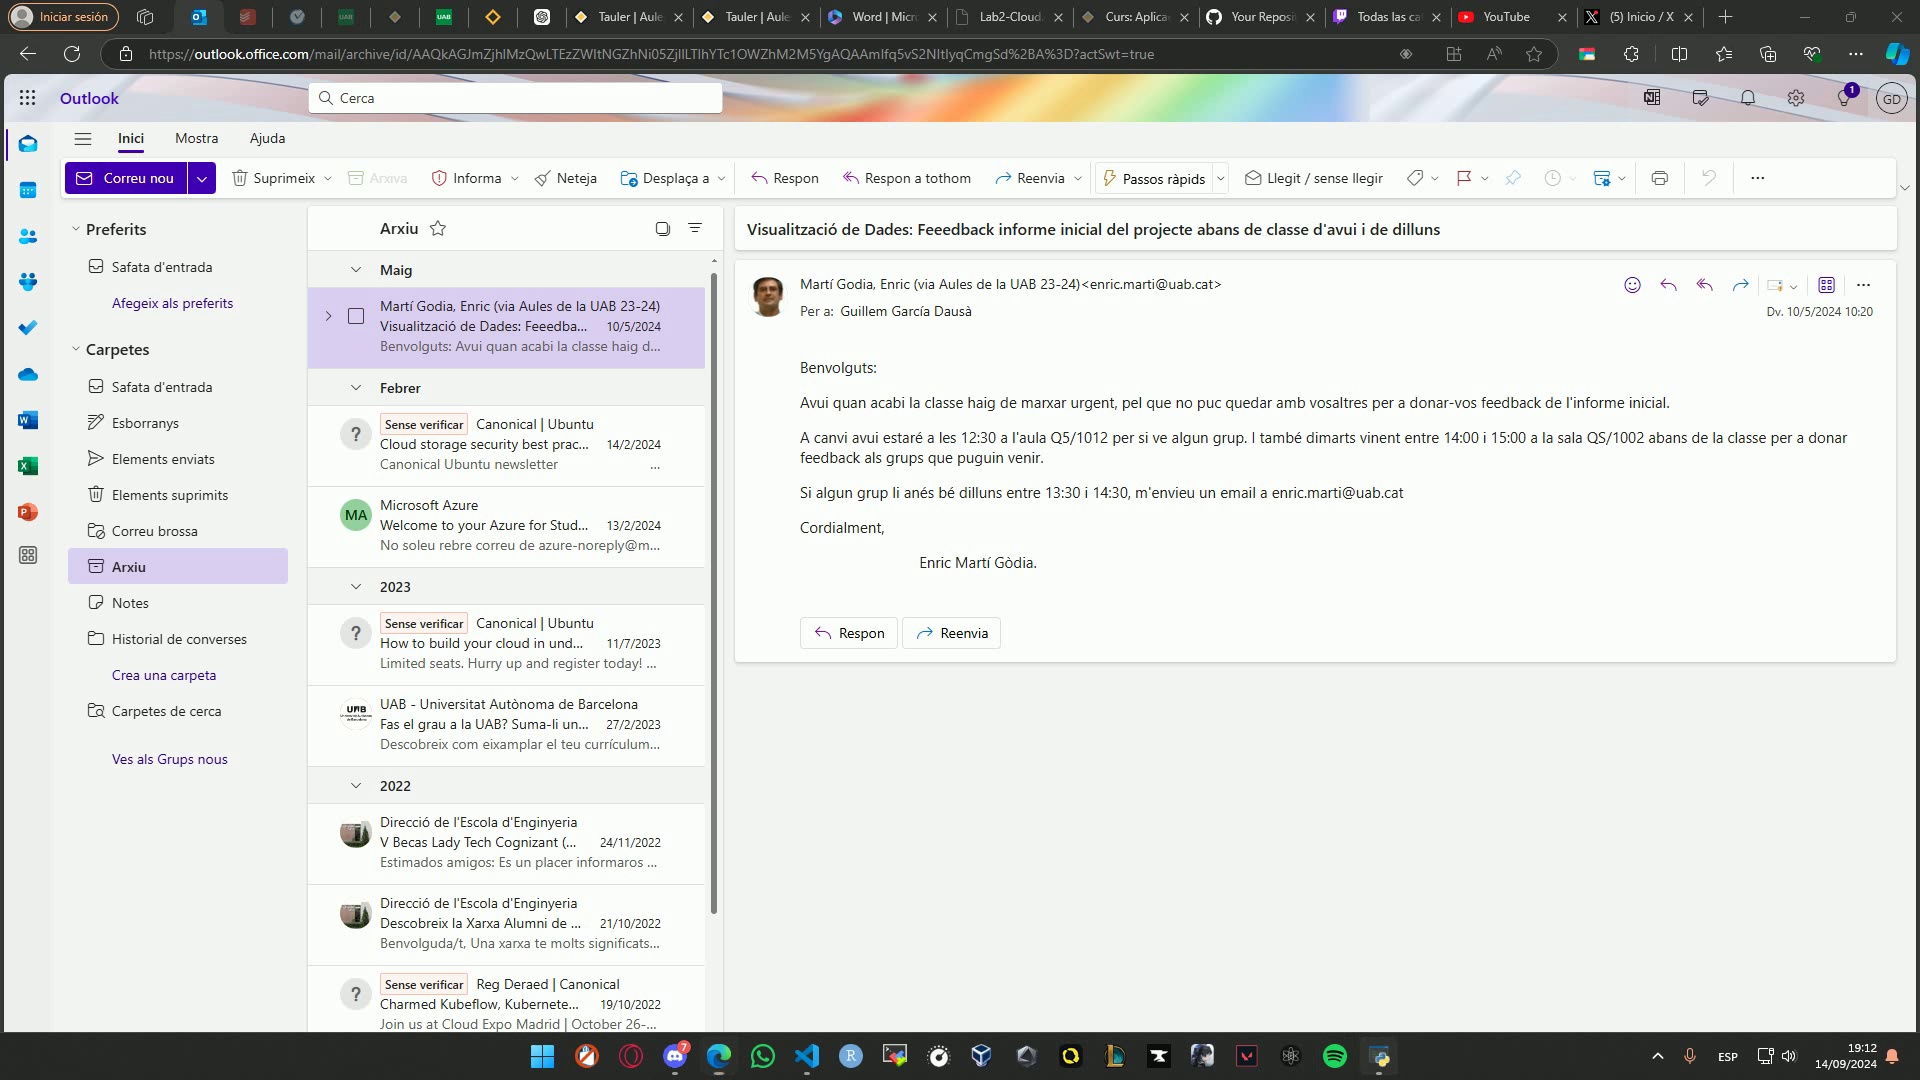 Iniciar sesión
Tauler | Aule
Tauler | Aule
Word | Micro
Lab2-Cloud
Curs: Aplica
Your Reposit
Todas las ca
YouTube
(5) Inicio / X
https://outlook.office.com/mail/archive/id/
?actSwt=true
Outlook
Cerca
1
GD
Inici
Mostra
Ajuda
Correu nou
Suprimeix
Arxiva
Informa
Neteja
Desplaça a
Respon
Respon a tothom
Reenvia
Passos ràpids
Llegit / sense llegir
Preferits
Safata d'entrada
Afegeix als preferits
Carpetes
Safata d'entrada
Esborranys
Elements enviats
Elements suprimits
Correu brossa
Arxiu
Notes
Historial de converses
Crea una carpeta
Carpetes de cerca
Ves als Grups nous
Arxiu
Maig
Martí Godia, Enric (via Aules de la UAB 23-24)
Visualització de Dades: Feeedba... 10/5/2024
Benvolguts: Avui quan acabi la classe haig d...
Febrer
Sense verificar Canonical | Ubuntu
Cloud storage security best prac... 14/2/2024
Canonical Ubuntu newsletter ...
MA
Microsoft Azure
Welcome to your Azure for Stud... 13/2/2024
No soleu rebre correu de azure-noreply@m...
2023
Sense verificar Canonical | Ubuntu
How to build your cloud in und... 11/7/2023
Limited seats. Hurry up and register today! ...
UAB
UAB - Universitat Autònoma de Barcelona
Fas el grau a la UAB? Suma-li un... 27/2/2023
Descobreix com eixamplar el teu currículum...
2022
Direcció de l'Escola d'Enginyeria
V Becas Lady Tech Cognizant (... 24/11/2022
Estimados amigos: Es un placer informaros ...
Direcció de l'Escola d'Enginyeria
Descobreix la Xarxa Alumni de ... 21/10/2022
Benvolguda/t, Una xarxa te molts significats...
Sense verificar Reg Deraed | Canonical
Charmed Kubeflow, Kubernete... 19/10/2022
Join us at Cloud Expo Madrid | October 26-...
Visualització de Dades: Feeedback informe inicial del projecte abans de classe d'avui i de dilluns
Martí Godia, Enric (via Aules de la UAB 23-24)<enric.marti@uab.cat>
Per a: Guillem García Dausà
Dv. 10/5/2024 10:20
Benvolguts:
Avui quan acabi la classe haig de marxar urgent, pel que no puc quedar amb vosaltres per a donar-vos feedback de l'informe inicial.
A canvi avui estaré a les 12:30 a l'aula Q5/1012 per si ve algun grup. I també dimarts vinent entre 14:00 i 15:00 a la sala QS/1002 abans de la classe per a donar
feedback als grups que puguin venir.
Si algun grup li anés bé dilluns entre 13:30 i 14:30, m'envieu un email a enric.marti@uab.cat
Cordialment,
Enric Martí Gòdia.
Respon
Reenvia
7
ESP
19:12
14/09/2024